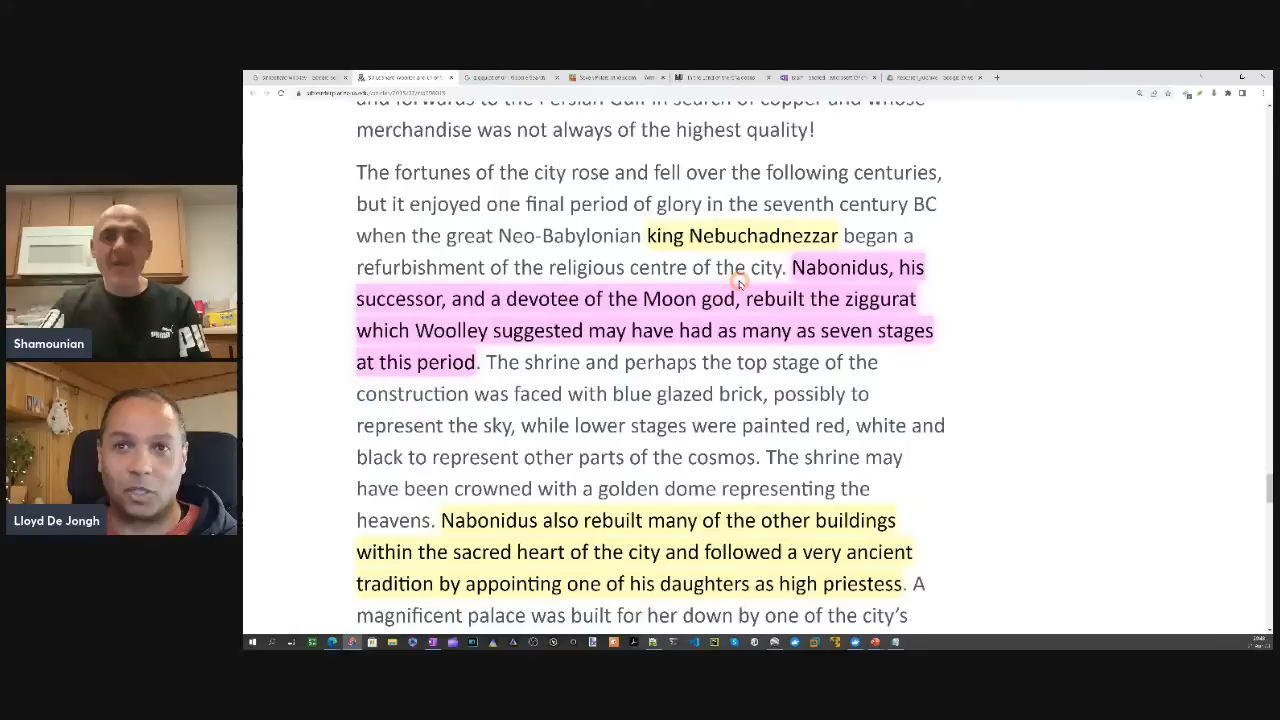 and forwards to the Persian Gulf in search of copper and whose
merchandise was not always of the highest quality!
The fortunes of the city rose and fell over the following centuries,
but it enjoyed one final period of glory in the seventh century BC
when the great Neo-Babylonian king Nebuchadnezzar began a
refurbishment of the religious centre of the city. Nabonidus, his
successor, and a devotee of the Moon god, rebuilt the ziggurat
which Woolley suggested may have had as many as seven stages
at this period. The shrine and perhaps the top stage of the
construction was faced with blue glazed brick, possibly to
represent the sky, while lower stages were painted red, white and
black to represent other parts of the cosmos. The shrine may
have been crowned with a golden dome representing the
heavens. Nabonidus also rebuilt many of the other buildings
within the sacred heart of the city and followed a very ancient
tradition by appointing one of his daughters as high priestess. A
magnificent palace was built for her down by one of the city's
Shamounian
PUMA
Lloyd De Jongh